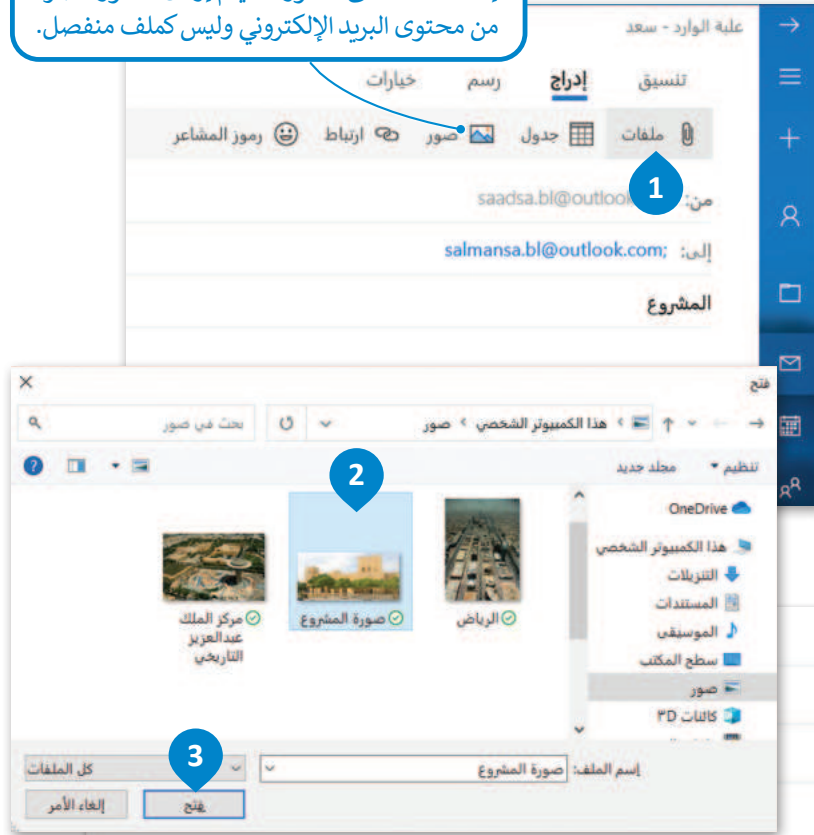 من محتوى البريد الإلكتروني وليس كملف منفصل.
علبة الوارد - سعد
تنسيق إدراج رسم خيارات
ملفات جدول صور ارتباط رموز المشاعر
1
من: saadsa.bl@outlook
إلى: salmansa.bl@outlook.com;
المشروع
فتح
هذا الكمبيوتر الشخصي › صور
بحث في صور
تنظيم مجلد جديد
2
OneDrive
هذا الكمبيوتر الشخصي
التنزيلات
المستندات
الموسيقى
سطح المكتب
صور
كائنات ٣D
الرياض
صورة المشروع
مركز الملك
عبدالعزيز
التاريخي
3
إسم الملف: صورة المشروع
كل الملفات
فتح
إلغاء الأمر